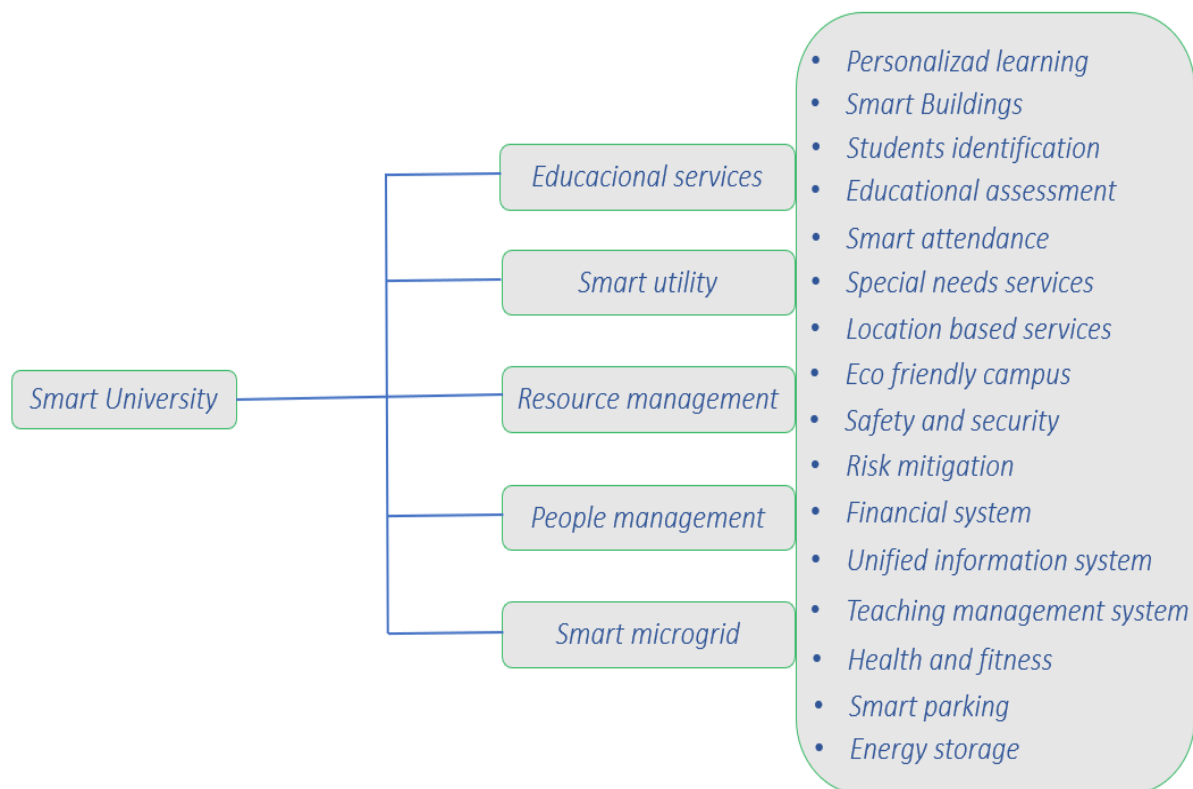 Smart University
Educacional services
Smart utility
Resource management
People management
Smart microgrid
• Personalizad learning
• Smart Buildings
• Students identification
• Educational assessment
• Smart attendance
• Special needs services
• Location based services
• Eco friendly campus
• Safety and security
• Risk mitigation
• Financial system
• Unified information system
• Teaching management system
• Health and fitness
• Smart parking
• Energy storage